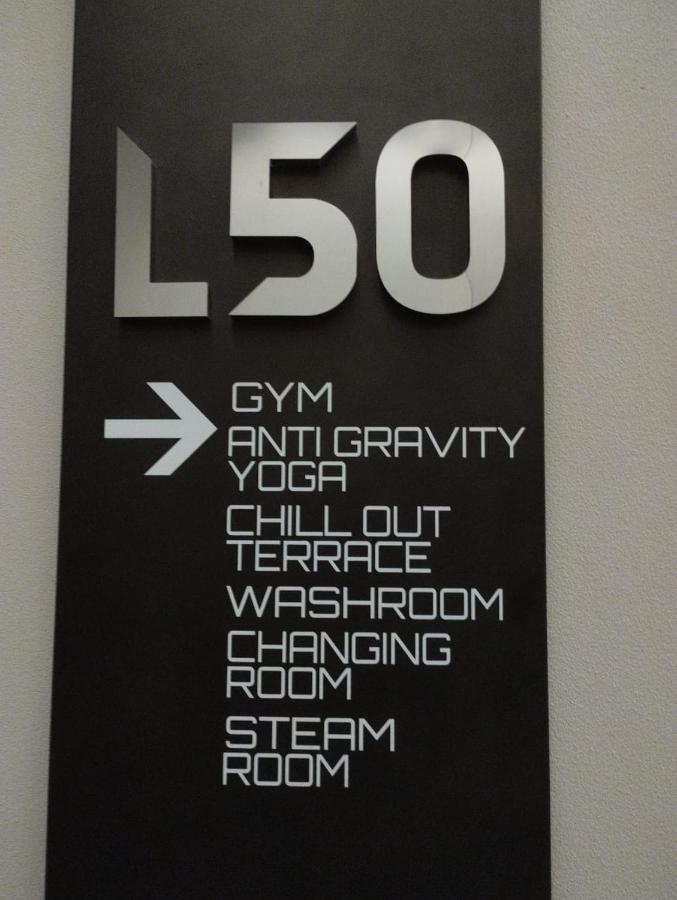 L50
GYM
ANTI GRAVITY
YOGA
CHILL OUT
TERRACE
WASHROOM
CHANGING
ROOM
STEAM
ROOM